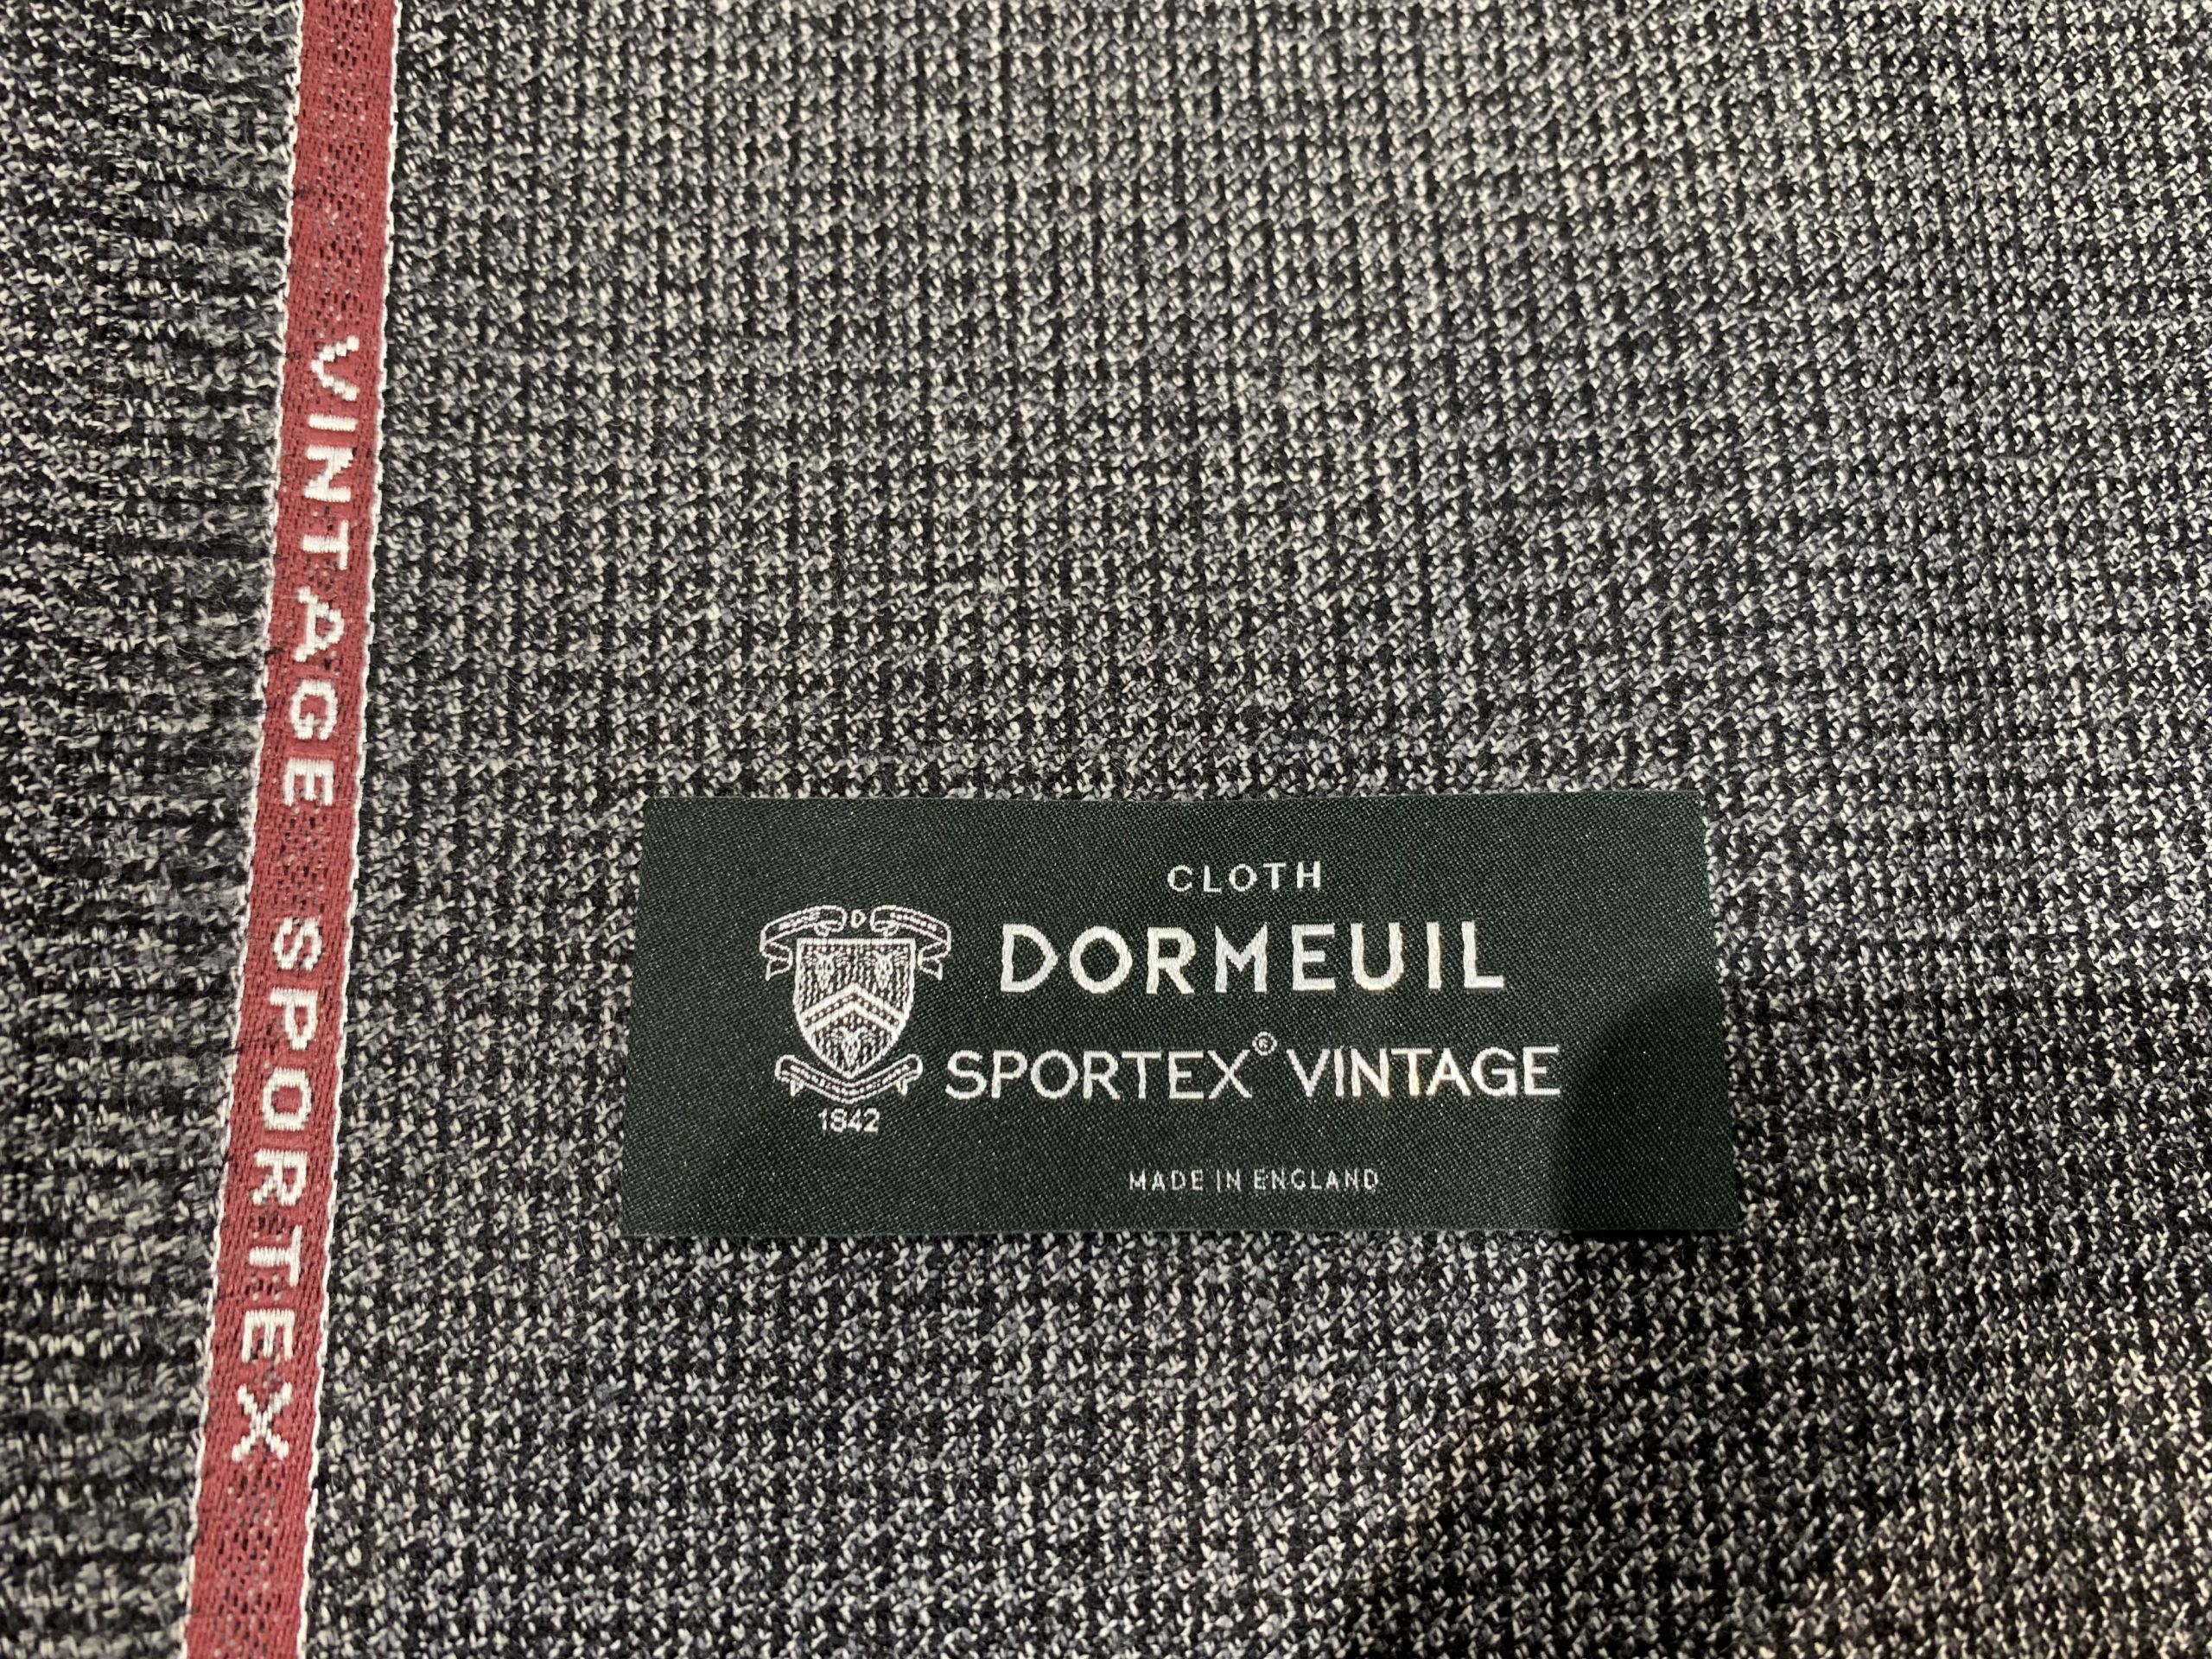 VINTAGE SPORTEX
CLOTH
D
DORMEUIL
SPORTEX® VINTAGE
1842
MADE IN ENGLAND